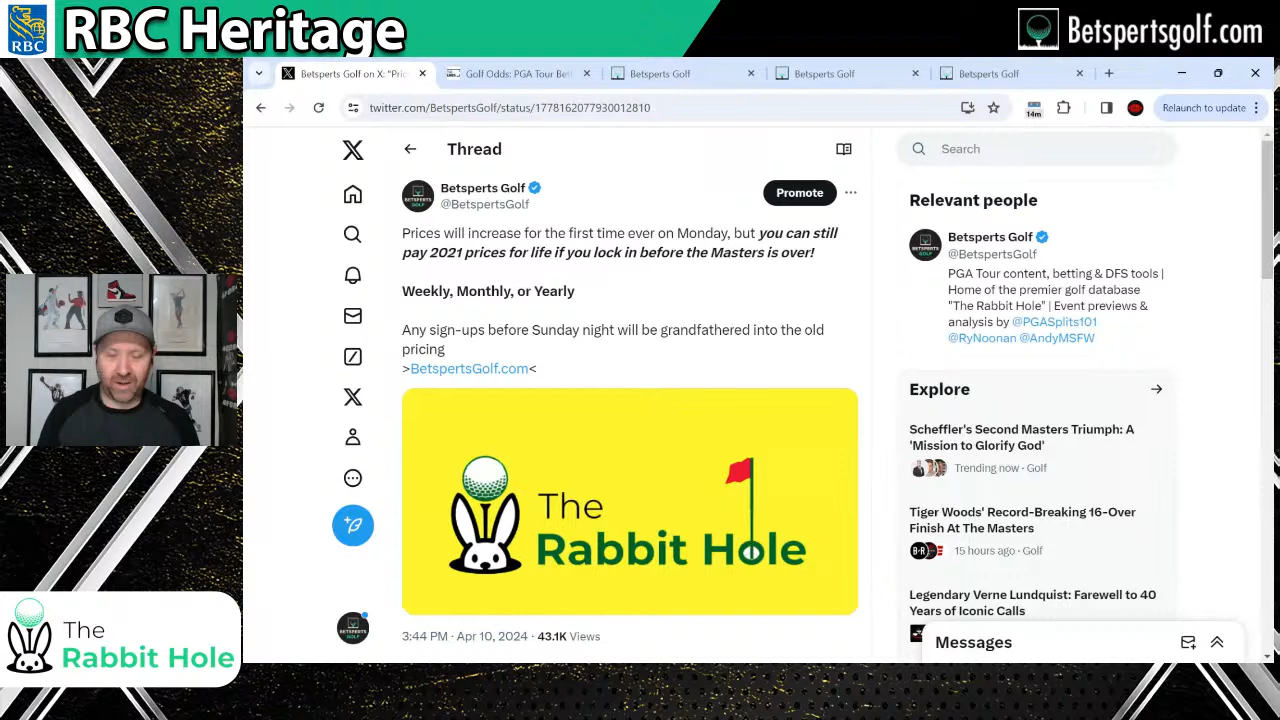 RBC
RBC Heritage
Betspertsgolf.com
Betsperts Golf on X: "Pric
Golf Odds: PGA Tour Bet
Betsperts Golf
Betsperts Golf
Betsperts Golf
twitter.com/BetspertsGolf/status/1778162077930012810
14m
Relaunch to update
Thread
Search
Betsperts Golf
@BetspertsGolf
Promote
Prices will increase for the first time ever on Monday, but you can still
pay 2021 prices for life if you lock in before the Masters is over!
Weekly, Monthly, or Yearly
Any sign-ups before Sunday night will be grandfathered into the old
pricing
>BetspertsGolf.com<
The
Rabbit Hole
3:44 PM · Apr 10, 2024 · 43.1K Views
Relevant people
Betsperts Golf
@BetspertsGolf
PGA Tour content, betting & DFS tools |
Home of the premier golf database
"The Rabbit Hole" | Event previews &
analysis by @PGASplits101
@RyNoonan @AndyMSFW
Explore
Scheffler's Second Masters Triumph: A
'Mission to Glorify God'
Trending now · Golf
Tiger Woods' Record-Breaking 16-Over
Finish At The Masters
B·R
15 hours ago · Golf
Legendary Verne Lundquist: Farewell to 40
Years of Iconic Calls
Messages
The
Rabbit Hole